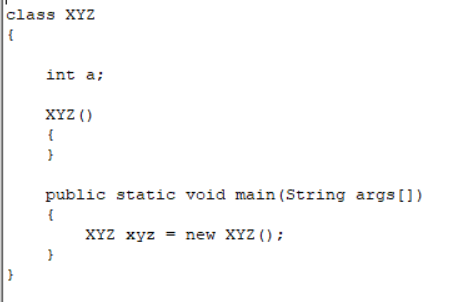 class XYZ
{
int a;
XYZ()
{
}
public static void main(String args[])
{
XYZ xyz = new XYZ();
}
}